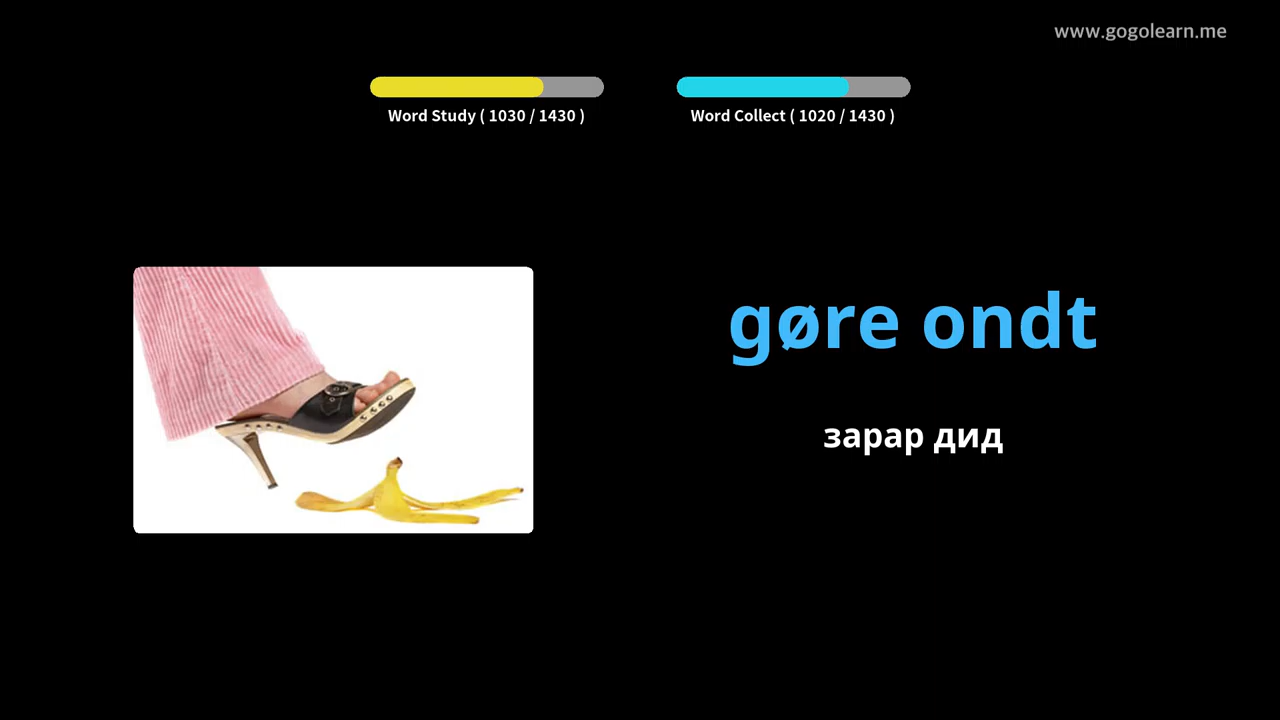 www.gogolearn.me
Word Study ( 1030 / 1430 )
Word Collect ( 1020 / 1430 )
gøre ondt
зарар дид